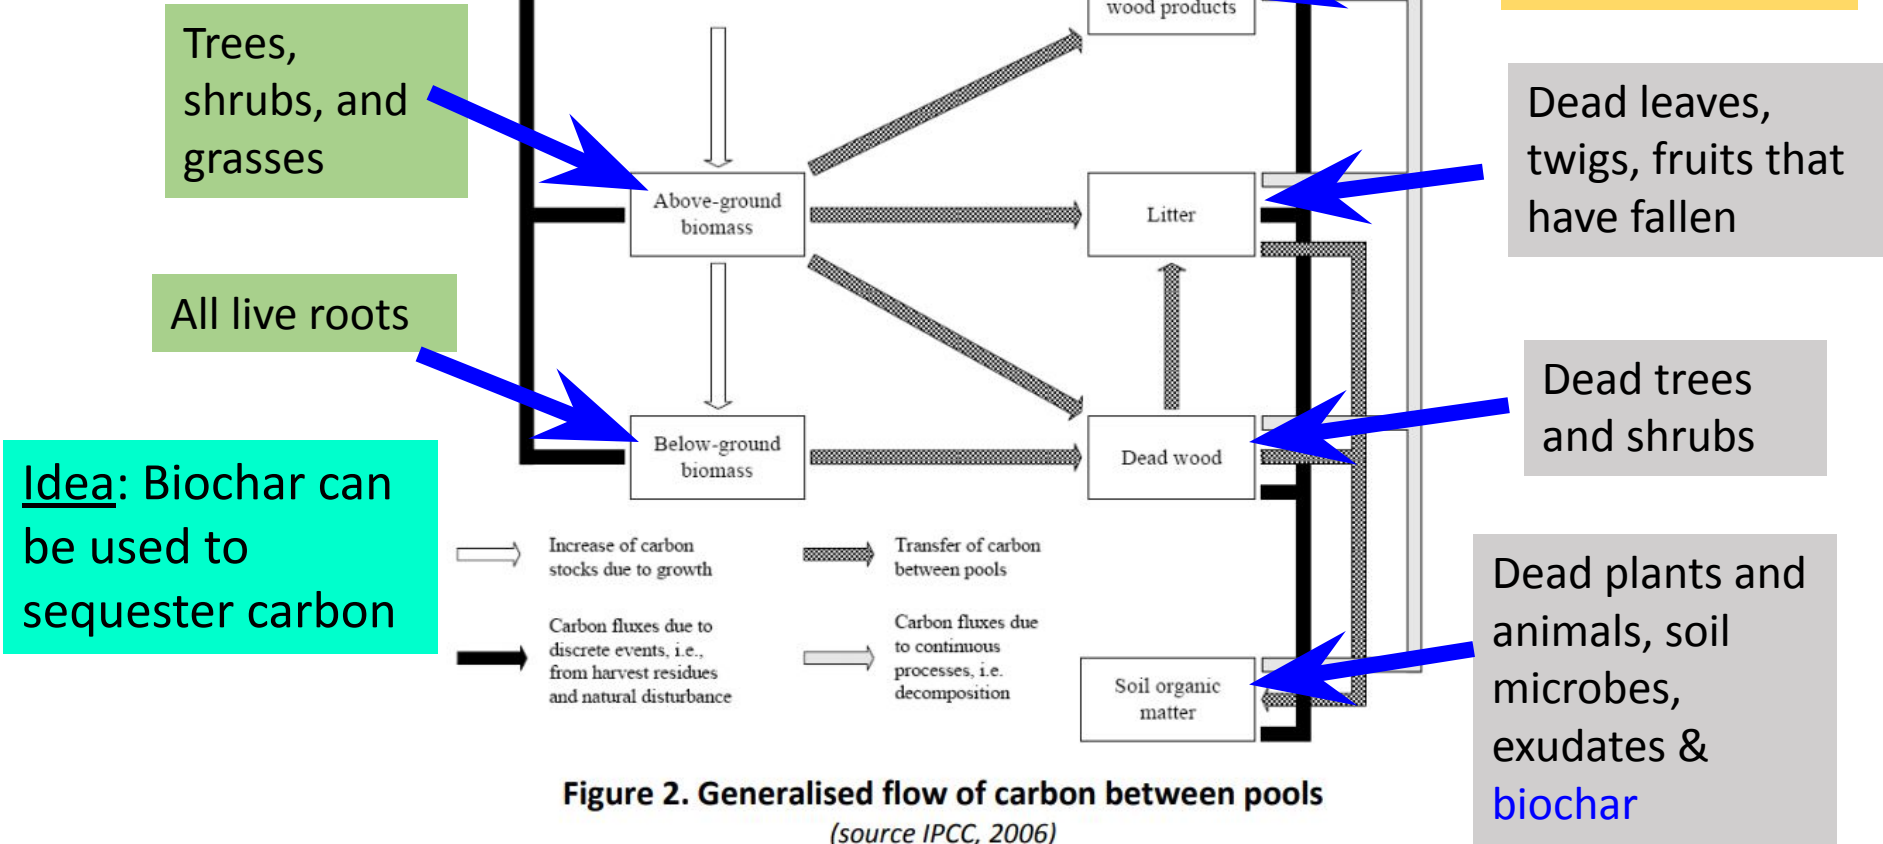 wood products
Trees,
shrubs, and
grasses
Dead leaves,
twigs, fruits that
have fallen
Above-ground
biomass
Litter
All live roots
Dead trees
and shrubs
Below-ground
biomass
Dead wood
Idea: Biochar can
be used to
sequester carbon
Increase of carbon
stocks due to growth
Transfer of carbon
between pools
Carbon fluxes due to
discrete events, i.e.,
from harvest residues
and natural disturbance
Carbon fluxes due
to continuous
processes, i.e.
decomposition
Soil organic
matter
Dead plants and
animals, soil
microbes,
exudates &
biochar
Figure 2. Generalised flow of carbon between pools
(source IPCC, 2006)